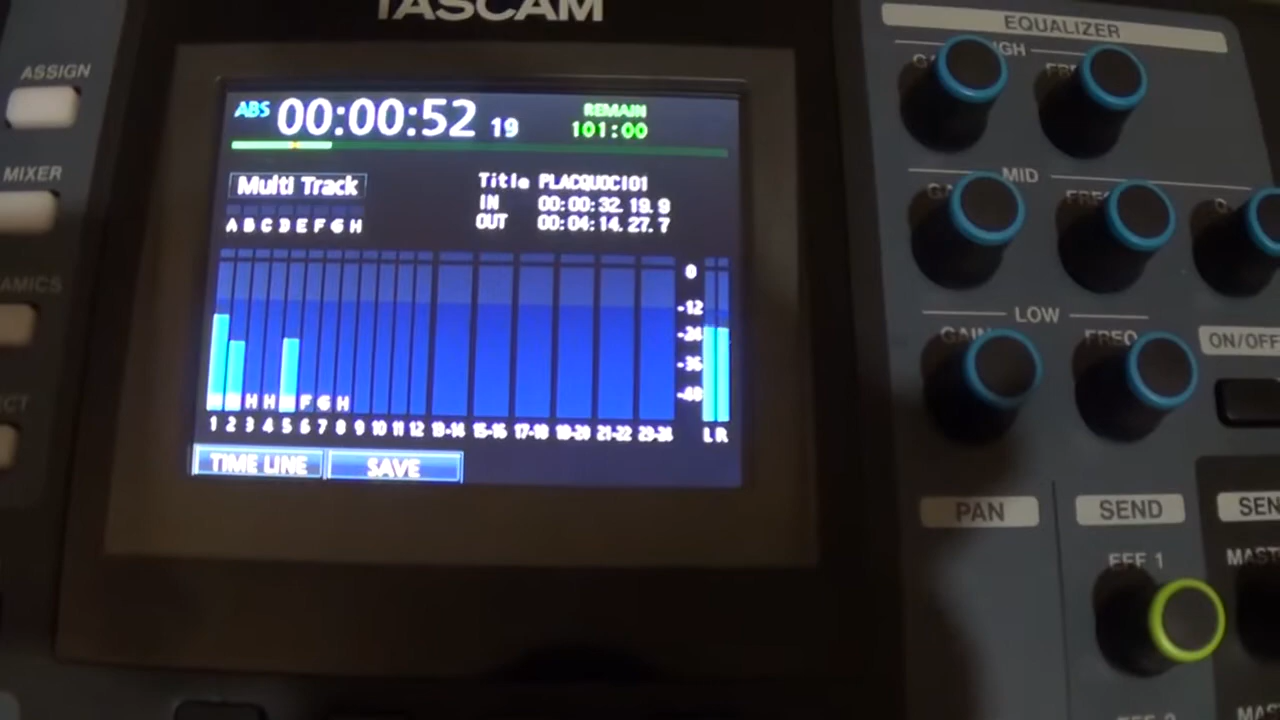 TASCAM
ASSIGN
MIXER
ABS 00:00:52 19
REMAIN
101:00
Multi Track
Title PLACQUOCIO1
IN 00:00:32.19.9
OUT 00:04:14.27.7
A B C D E F G H
0
-12
-24
-36
-48
H H F G H
1 2 3 4 5 6 7 8 9 10 11 12 13-14 15-16 17-18 19-20 21-22 23-24 L R
TIME LINE SAVE
EQUALIZER
MID
LOW
GAIN FREQ
ON/OFF
PAN SEND
EFF 1